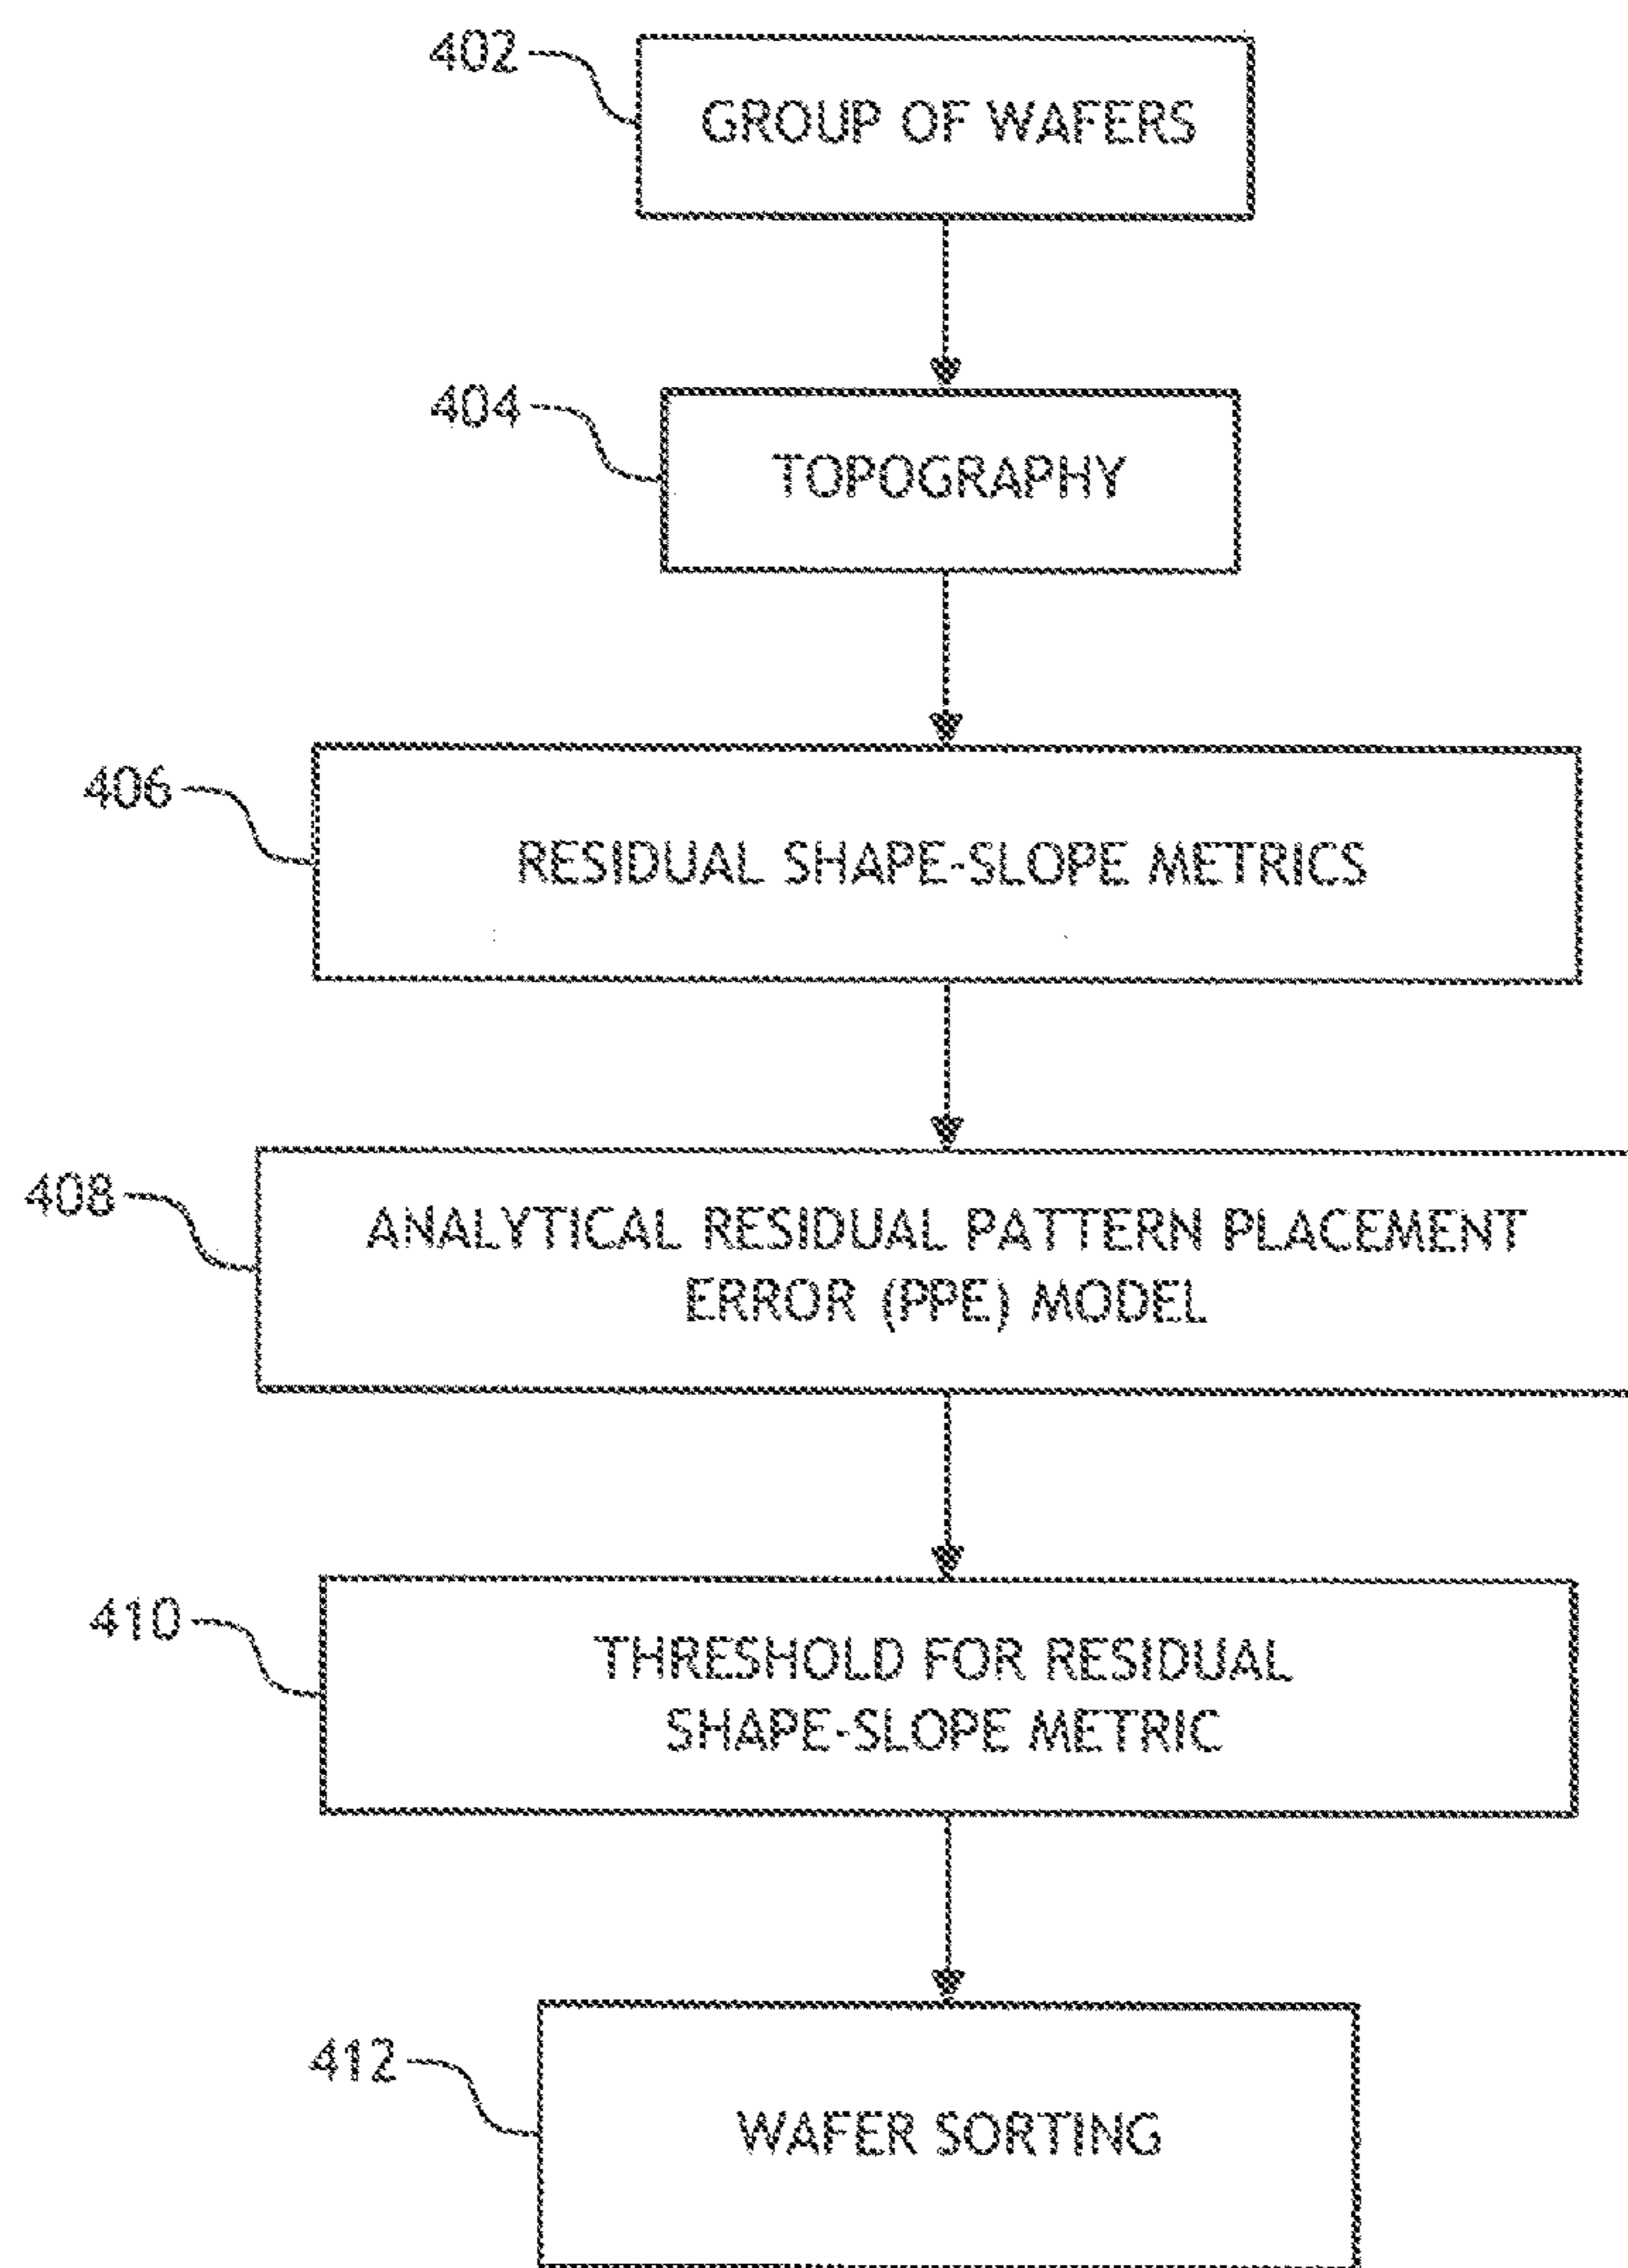 402
GROUP OF WAFERS
404
TOPOGRAPHY
406
RESIDUAL SHAPE-SLOPE METRICS
408
ANALYTICAL RESIDUAL PATTERN PLACEMENT
ERROR (PPE) MODEL
410
THRESHOLD FOR RESIDUAL
SHAPE-SLOPE METRIC
412
WAFER SORTING